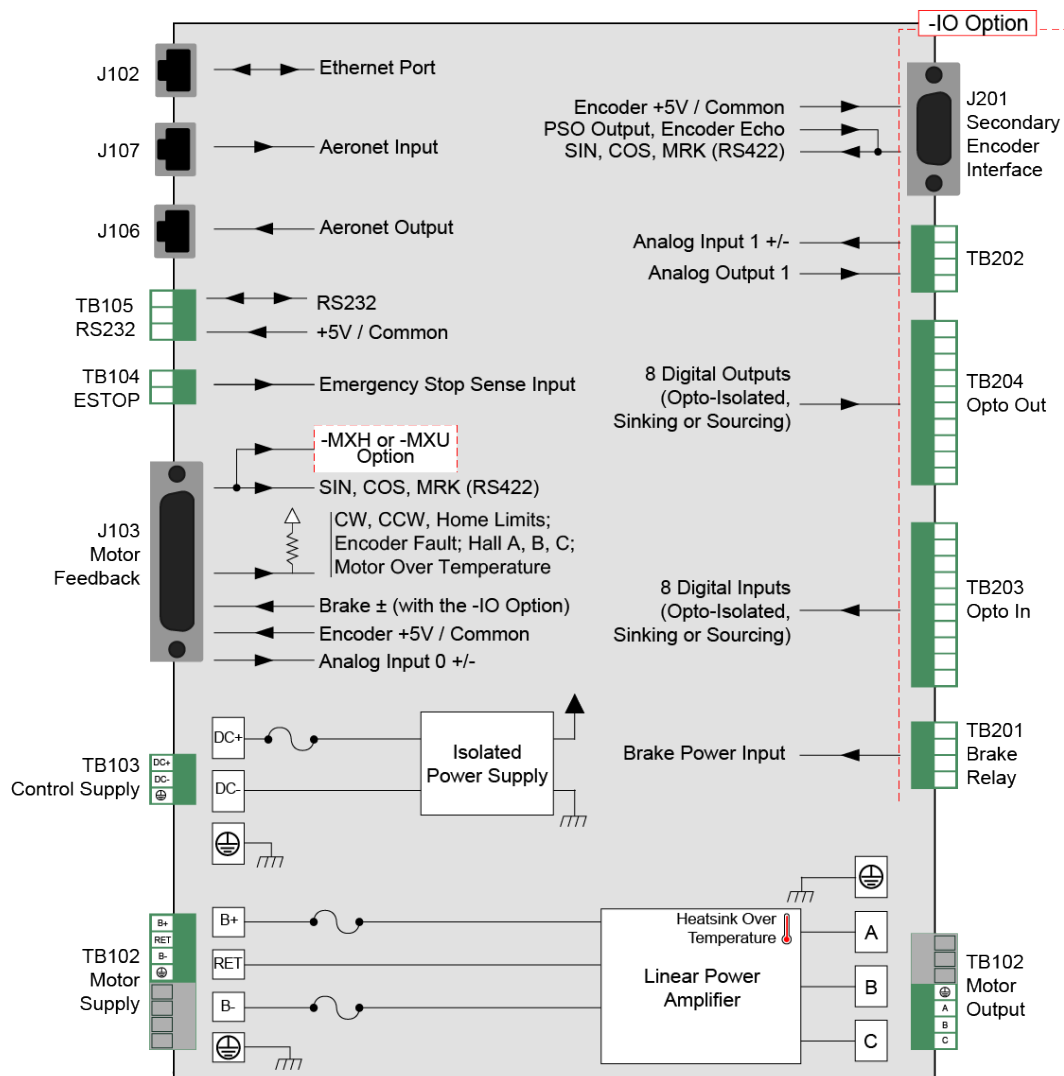 -IO Option
J102
Ethernet Port
J107
Aeronet Input
J106
Aeronet Output
TB105
RS232
RS232
+5V / Common
TB104
ESTOP
Emergency Stop Sense Input
-MXH or -MXU
Option
SIN, COS, MRK (RS422)
J103
Motor
Feedback
CW, CCW, Home Limits;
Encoder Fault; Hall A, B, C;
Motor Over Temperature
Brake ± (with the -IO Option)
Encoder +5V / Common
Analog Input 0 +/-
Encoder +5V / Common
PSO Output, Encoder Echo
SIN, COS, MRK (RS422)
J201
Secondary
Encoder
Interface
Analog Input 1 +/-
Analog Output 1
TB202
8 Digital Outputs
(Opto-Isolated,
Sinking or Sourcing)
TB204
Opto Out
8 Digital Inputs
(Opto-Isolated,
Sinking or Sourcing)
TB203
Opto In
Brake Power Input
TB201
Brake
Relay
TB103
Control Supply
DC+
DC-
DC+
DC-
Isolated
Power Supply
TB102
Motor
Supply
B+
RET
B-
B+
RET
B-
Heatsink Over
Temperature
Linear Power
Amplifier
A
B
C
A
B
C
TB102
Motor
Output